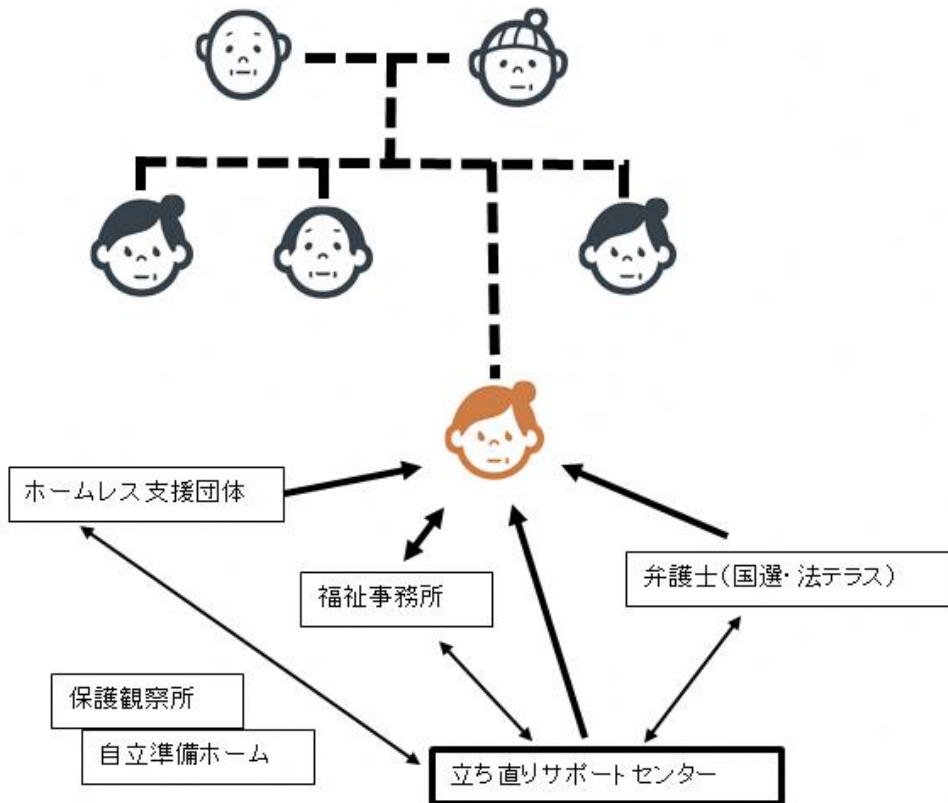 ホームレス支援団体
福祉事務所
弁護士(国選・法テラス)
保護観察所
自立準備ホーム
立ち直りサポートセンター